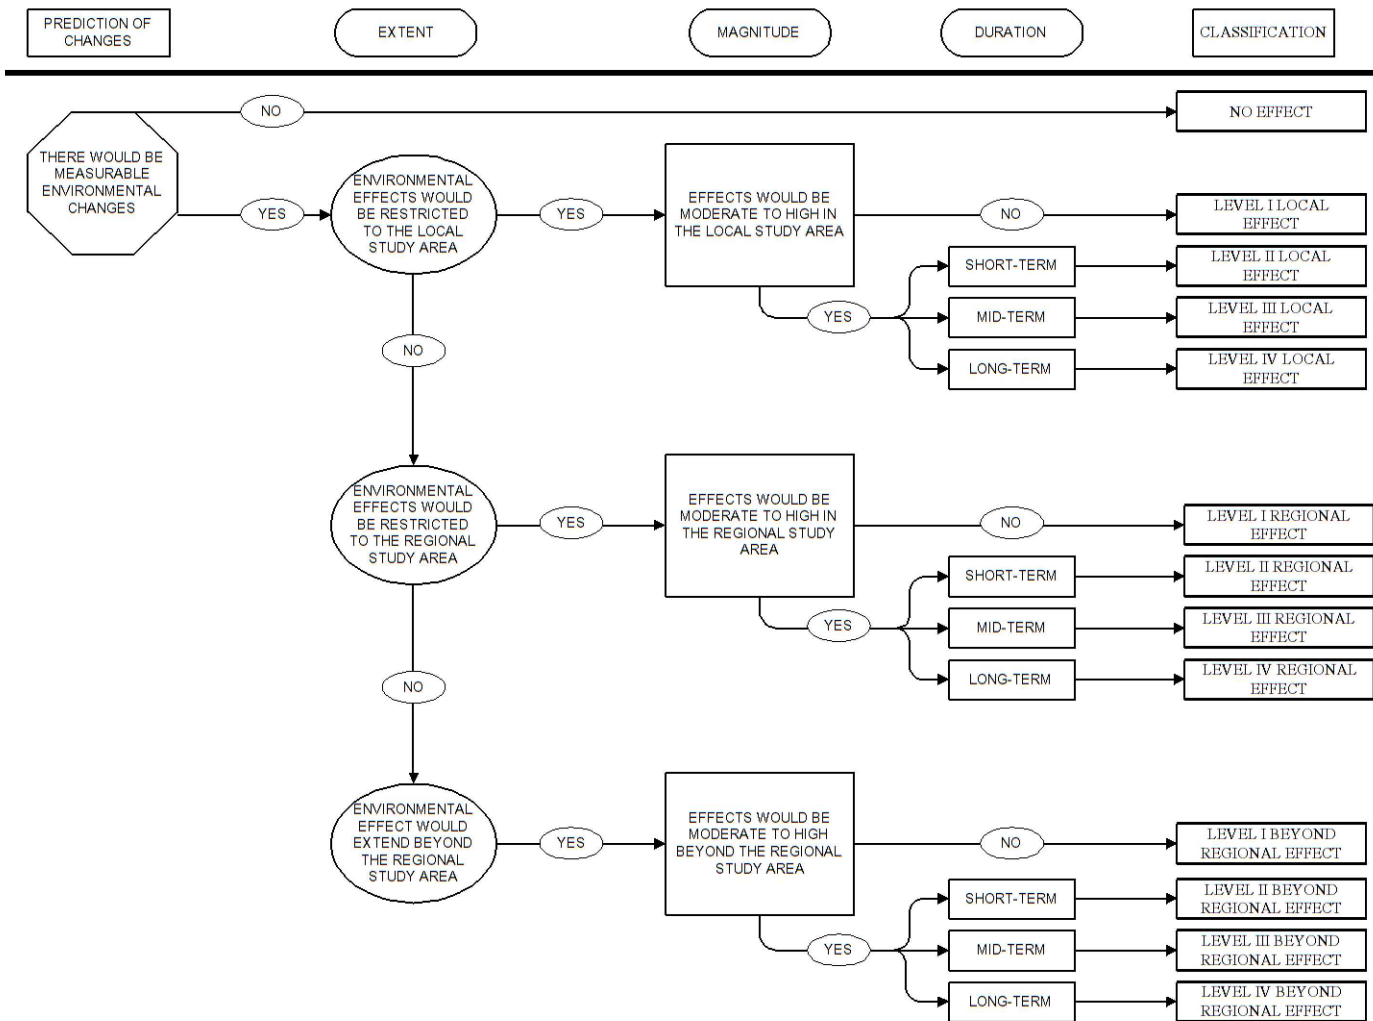 PREDICTION OF
CHANGES
EXTENT
MAGNITUDE
DURATION
CLASSIFICATION
NO
NO EFFECT
THERE WOULD BE
MEASURABLE
ENVIRONMENTAL
CHANGES
YES
ENVIRONMENTAL
EFFECTS WOULD
BE RESTRICTED
TO THE LOCAL
STUDY AREA
YES
EFFECTS WOULD BE
MODERATE TO HIGH IN
THE LOCAL STUDY AREA
NO
LEVEL I LOCAL
EFFECT
SHORT-TERM
LEVEL II LOCAL
EFFECT
YES
MID-TERM
LEVEL III LOCAL
EFFECT
LONG-TERM
LEVEL IV LOCAL
EFFECT
NO
ENVIRONMENTAL
EFFECTS WOULD
BE RESTRICTED
TO THE REGIONAL
STUDY AREA
YES
EFFECTS WOULD BE
MODERATE TO HIGH IN
THE REGIONAL STUDY
AREA
NO
LEVEL I REGIONAL
EFFECT
SHORT-TERM
LEVEL II REGIONAL
EFFECT
YES
MID-TERM
LEVEL III REGIONAL
EFFECT
LONG-TERM
LEVEL IV REGIONAL
EFFECT
NO
ENVIRONMENTAL
EFFECT WOULD
EXTEND BEYOND
THE REGIONAL
STUDY AREA
YES
EFFECTS WOULD BE
MODERATE TO HIGH
BEYOND THE REGIONAL
STUDY AREA
NO
LEVEL I BEYOND
REGIONAL EFFECT
SHORT-TERM
LEVEL II BEYOND
REGIONAL EFFECT
YES
MID-TERM
LEVEL III BEYOND
REGIONAL EFFECT
LONG-TERM
LEVEL IV BEYOND
REGIONAL EFFECT